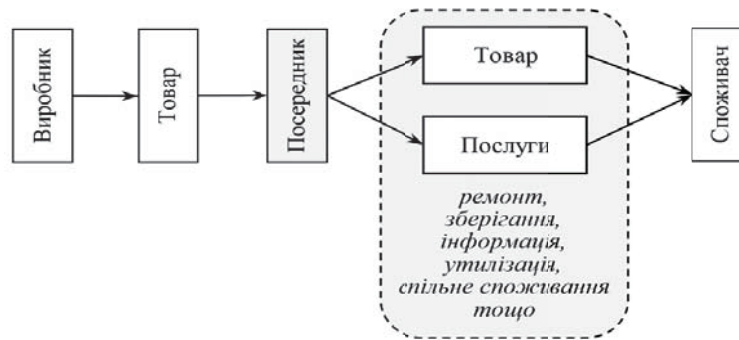 Виробник
Товар
Посередник
Товар
Послуги
ремонт,
зберігання,
інформація,
утилізація,
спільне споживання
тощо
Споживач